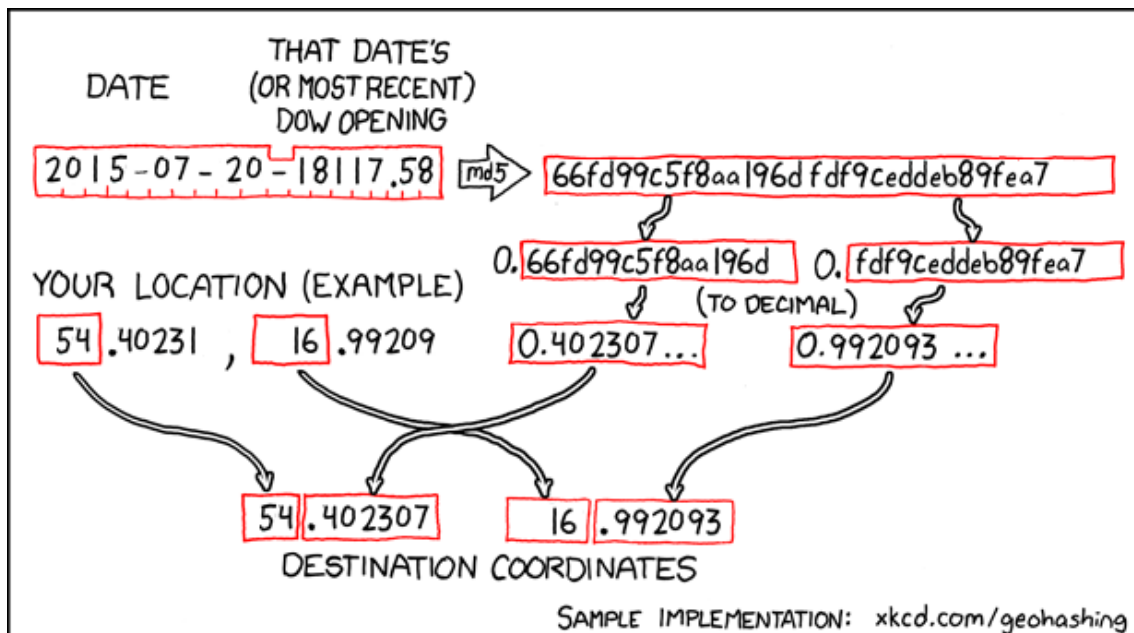 DATE
THAT DATE'S
(OR MOST RECENT)
DOW OPENING
2015-07-20-18117.58
md5
66fd99c5f8aa196dfdf9ceddeb89fea7
0.66fd99c5f8aa196d
0.fdf9ceddeb89fea7
(TO DECIMAL)
YOUR LOCATION (EXAMPLE)
54.40231, 16.99209
0.402307...
0.992093...
54.402307
16.992093
DESTINATION COORDINATES
SAMPLE IMPLEMENTATION: xkcd.com/geohashing